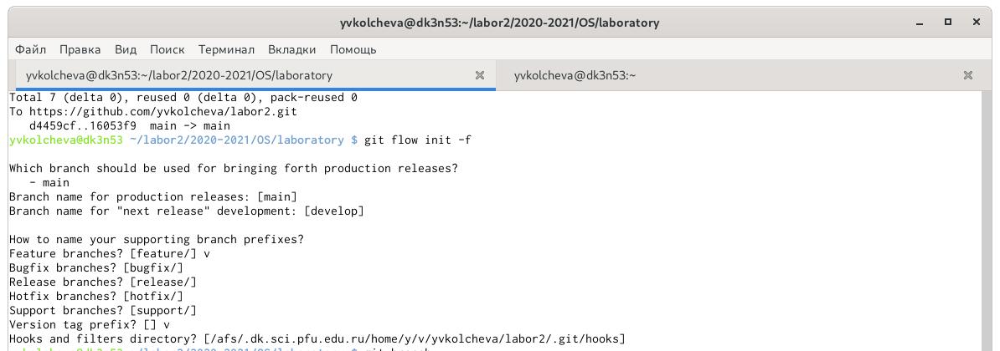 yvkolcheva@dk3n53:~/labor2/2020-2021/OS/laboratory
Файл Правка Вид Поиск Терминал Вкладки Помощь
yvkolcheva@dk3n53:~/labor2/2020-2021/OS/laboratory yvkolcheva@dk3n53:~
Total 7 (delta 0), reused 0 (delta 0), pack-reused 0
To https://github.com/yvkolcheva/labor2.git
d4459cf..16053f9 main -> main
yvkolcheva@dk3n53 ~/labor2/2020-2021/OS/laboratory $ git flow init -f
Which branch should be used for bringing forth production releases?
- main
Branch name for production releases: [main]
Branch name for "next release" development: [develop]
How to name your supporting branch prefixes?
Feature branches? [feature/] v
Bugfix branches? [bugfix/]
Release branches? [release/]
Hotfix branches? [hotfix/]
Support branches? [support/]
Version tag prefix? [] v
Hooks and filters directory? [/afs/.dk.sci.pfu.edu.ru/home/y/v/yvkolcheva/labor2/.git/hooks]